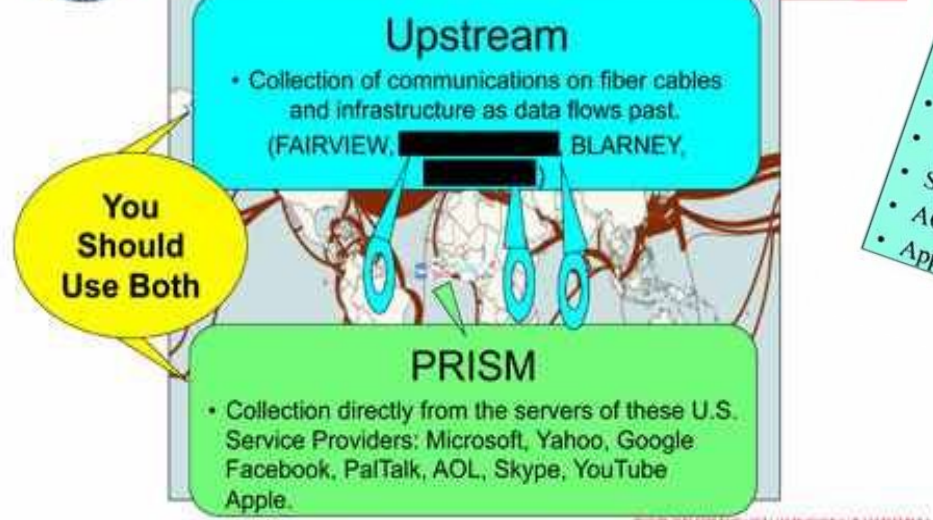 Upstream
• Collection of communications on fiber cables
and infrastructure as data flows past.
(FAIRVIEW, BLARNEY,
)
You
Should
Use Both
PRISM
• Collection directly from the servers of these U.S.
Service Providers: Microsoft, Yahoo, Google
Facebook, PalTalk, AOL, Skype, YouTube
Apple.